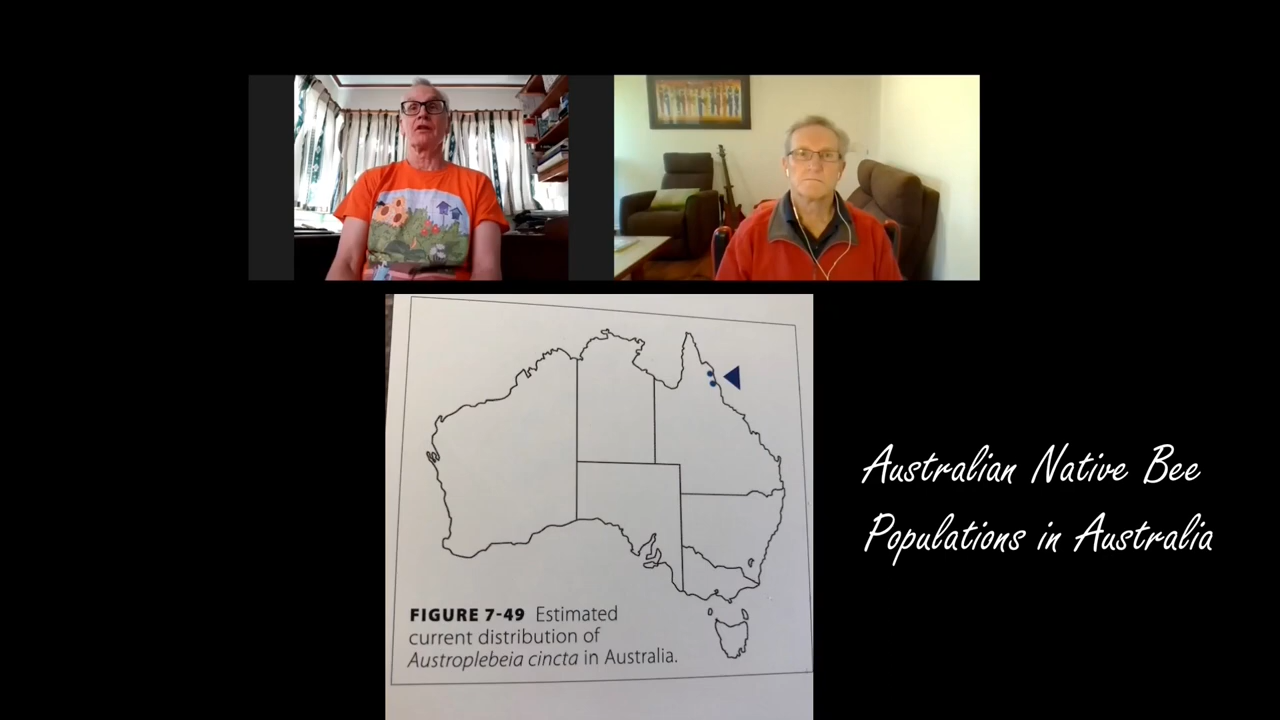 FIGURE 7-49 Estimated
current distribution of
Austroplebeia cincta in Australia.
Australian Native Bee
Populations in Australia